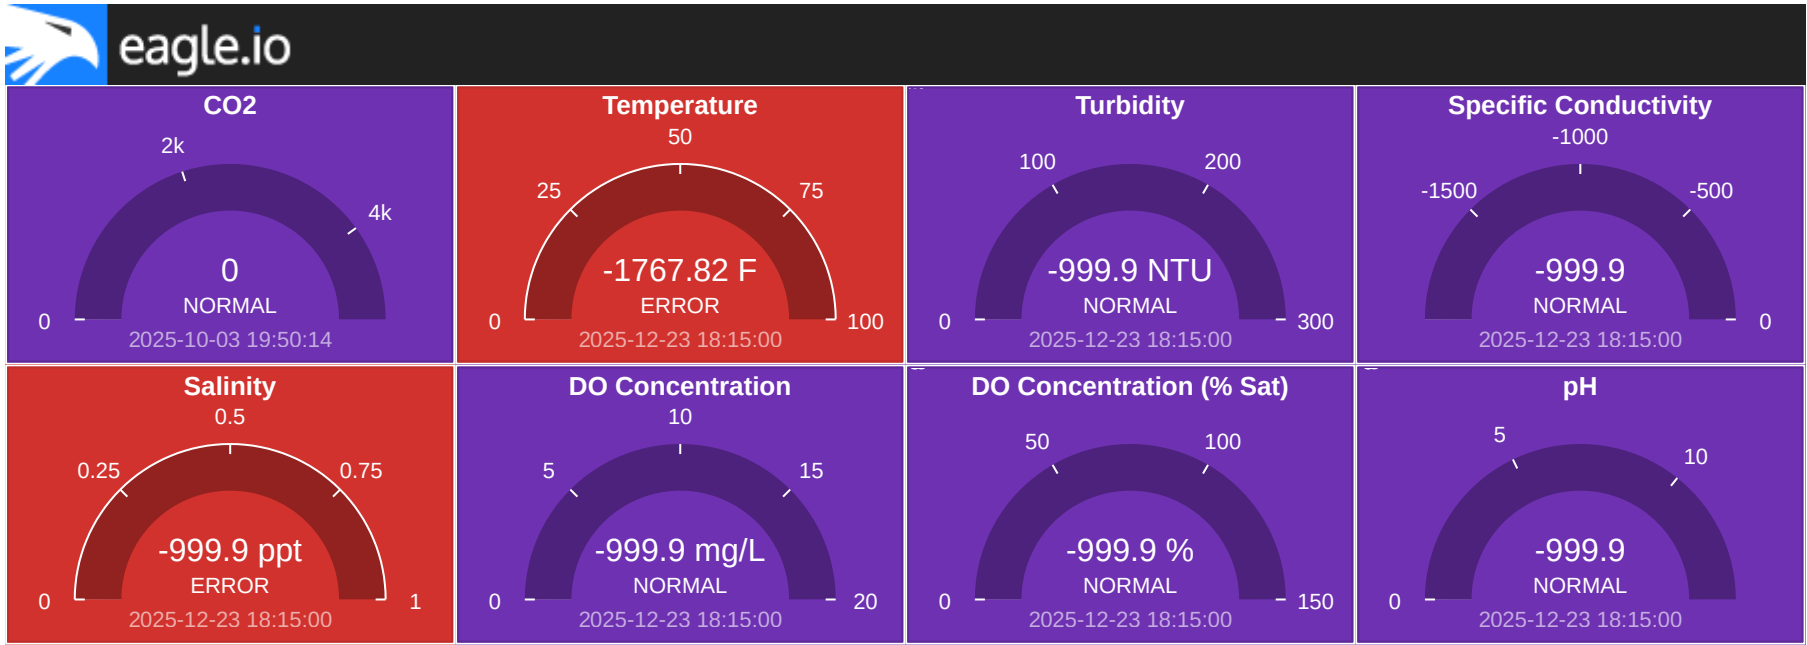 eagle.io
CO2
2k
4k
0
NORMAL
0
2025-10-03 19:50:14
Temperature
50
25
75
-1767.82 F
ERROR
0
100
2025-12-23 18:15:00
Turbidity
100
200
-999.9 NTU
NORMAL
0
300
2025-12-23 18:15:00
Specific Conductivity
-1000
-1500
-500
-999.9
NORMAL
0
2025-12-23 18:15:00
Salinity
0.5
0.25
0.75
-999.9 ppt
ERROR
0
1
2025-12-23 18:15:00
DO Concentration
10
5
15
-999.9 mg/L
NORMAL
0
20
2025-12-23 18:15:00
DO Concentration (% Sat)
50
100
-999.9 %
NORMAL
0
150
2025-12-23 18:15:00
pH
5
10
-999.9
NORMAL
0
2025-12-23 18:15:00